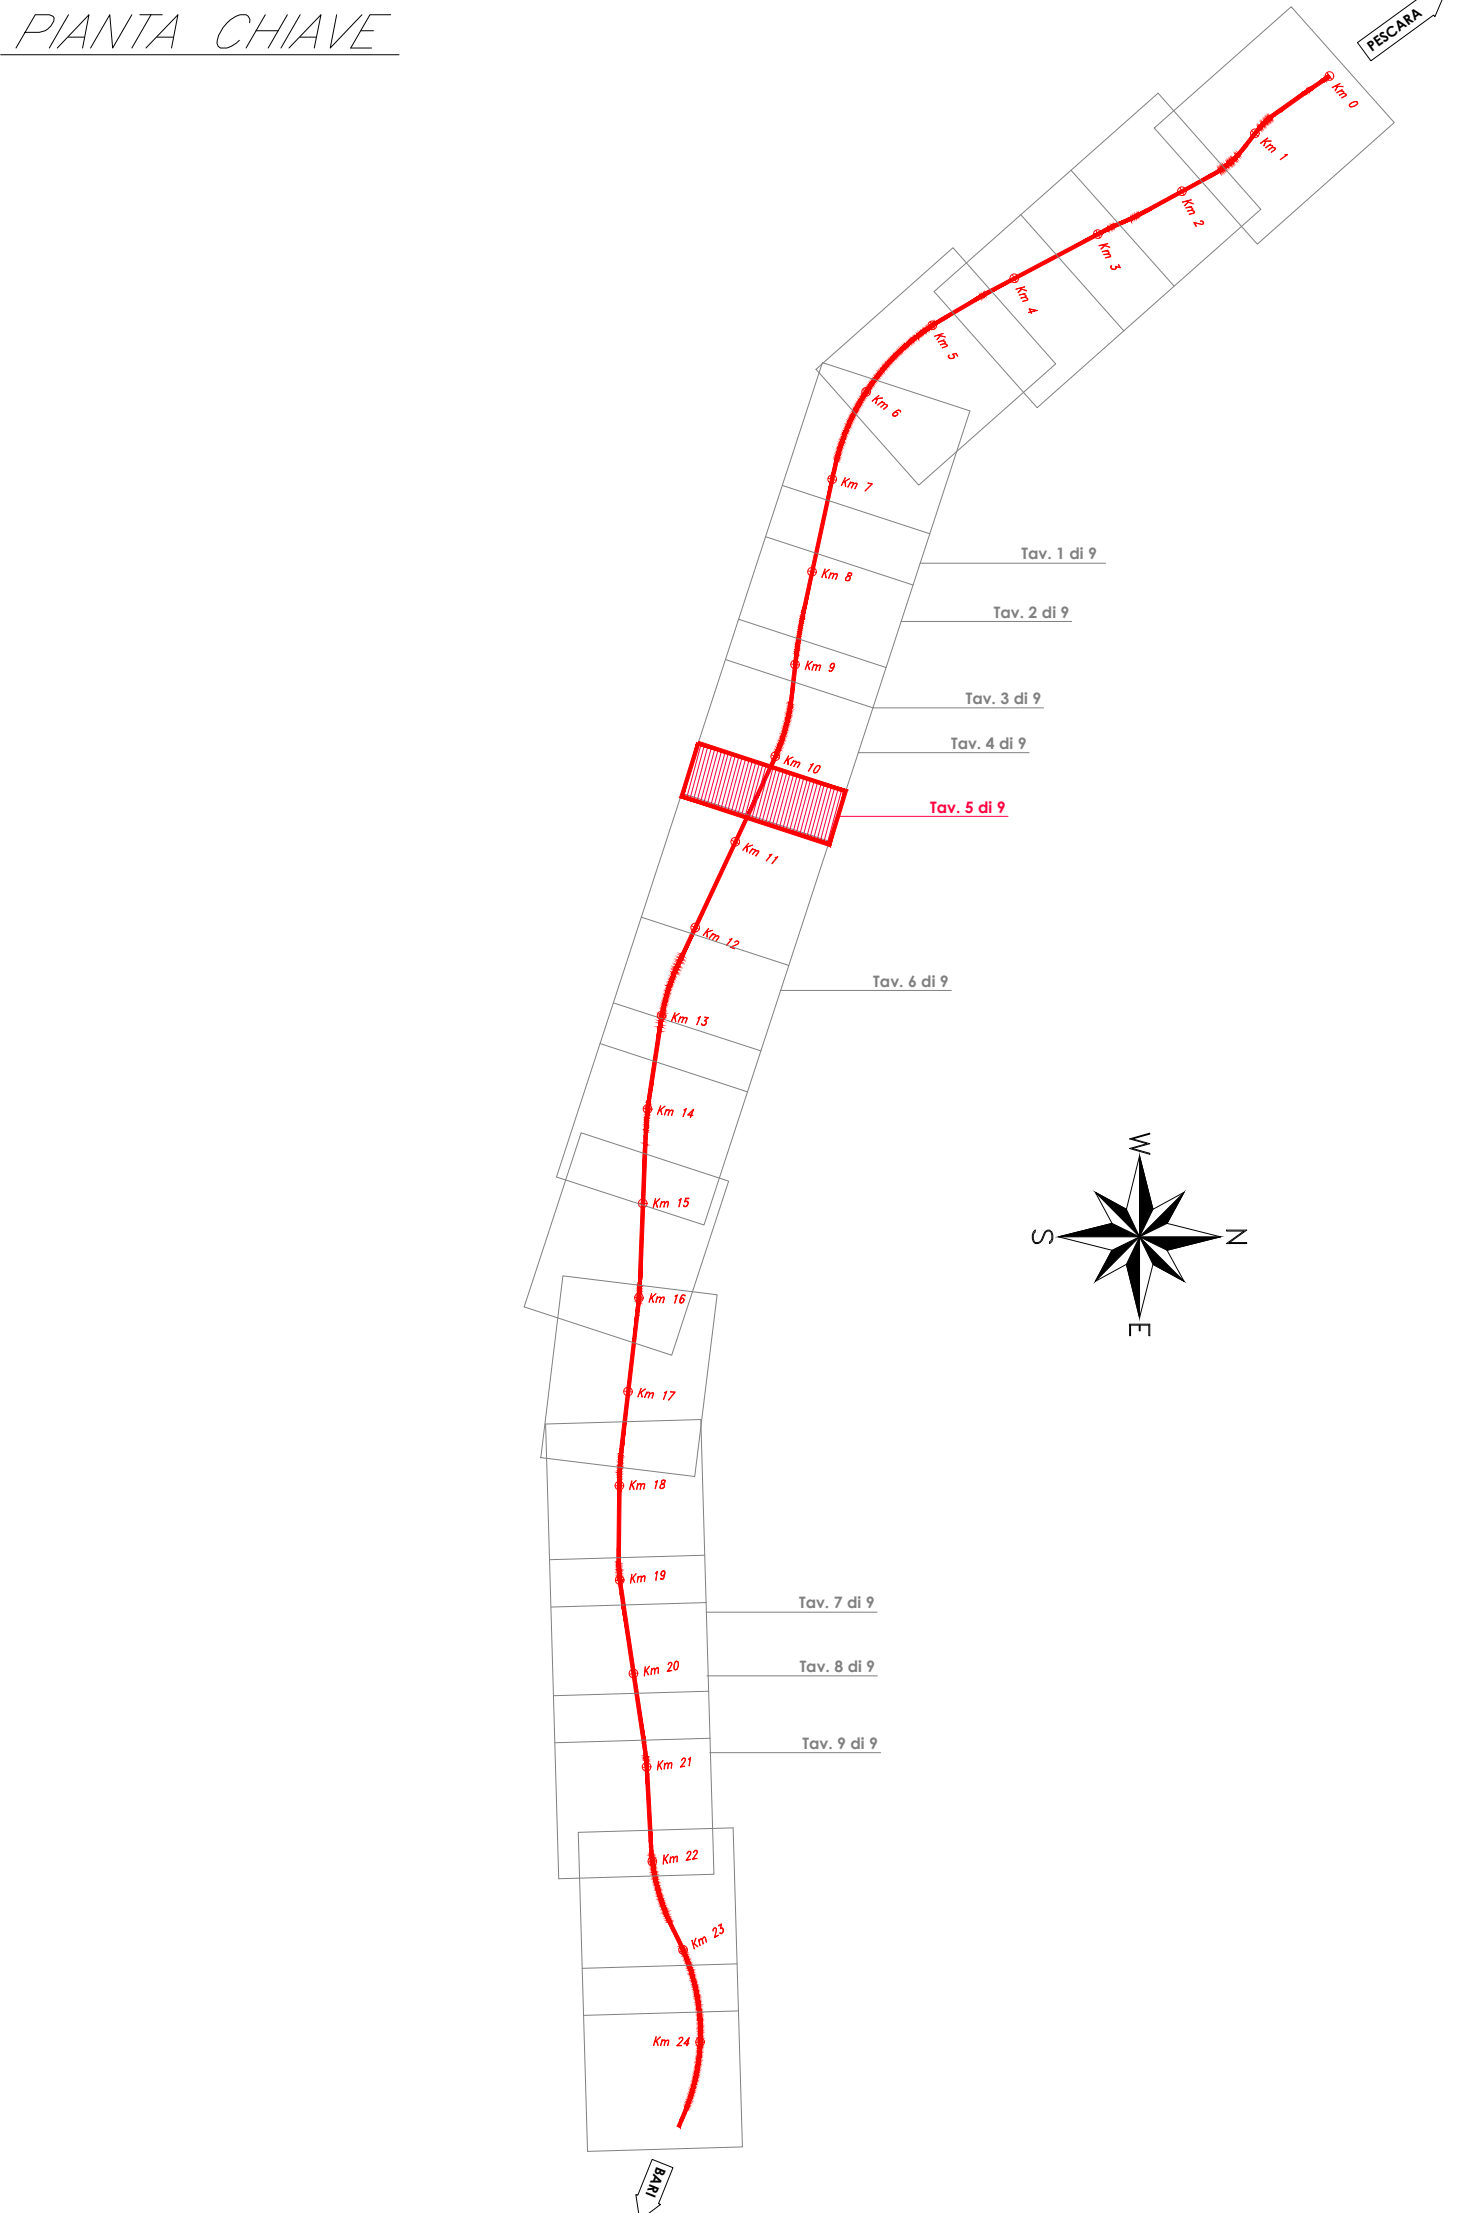 PIANTA CHIAVE
PESCARA
Km 0
Km 1
Km 2
Km 3
Km 4
Km 5
Km 6
Km 7
Tav. 1 di 9
Km 8
Tav. 2 di 9
Km 9
Tav. 3 di 9
Tav. 4 di 9
Km 10
Tav. 5 di 9
Km 11
Km 12
Tav. 6 di 9
Km 13
Km 14
W
Km 15
S
N
Km 16
E
Km 17
Km 18
Km 19
Tav. 7 di 9
Km 20
Tav. 8 di 9
Tav. 9 di 9
Km 21
Km 22
Km 23
Km 24
BARI